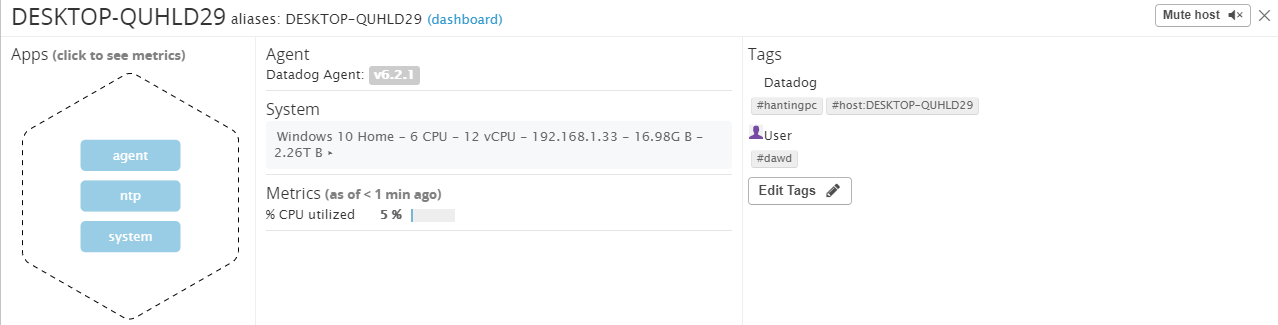 DESKTOP-QUHLD29 aliases: DESKTOP-QUHLD29 (dashboard)
Mute host
Apps (click to see metrics)
agent
ntp
system
Agent
Datadog Agent: v6.2.1
System
Windows 10 Home - 6 CPU - 12 vCPU - 192.168.1.33 - 16.98G B -
2.26T B
Metrics (as of < 1 min ago)
% CPU utilized 5 %
Tags
Datadog
#hantingpc #host:DESKTOP-QUHLD29
User
#dawd
Edit Tags